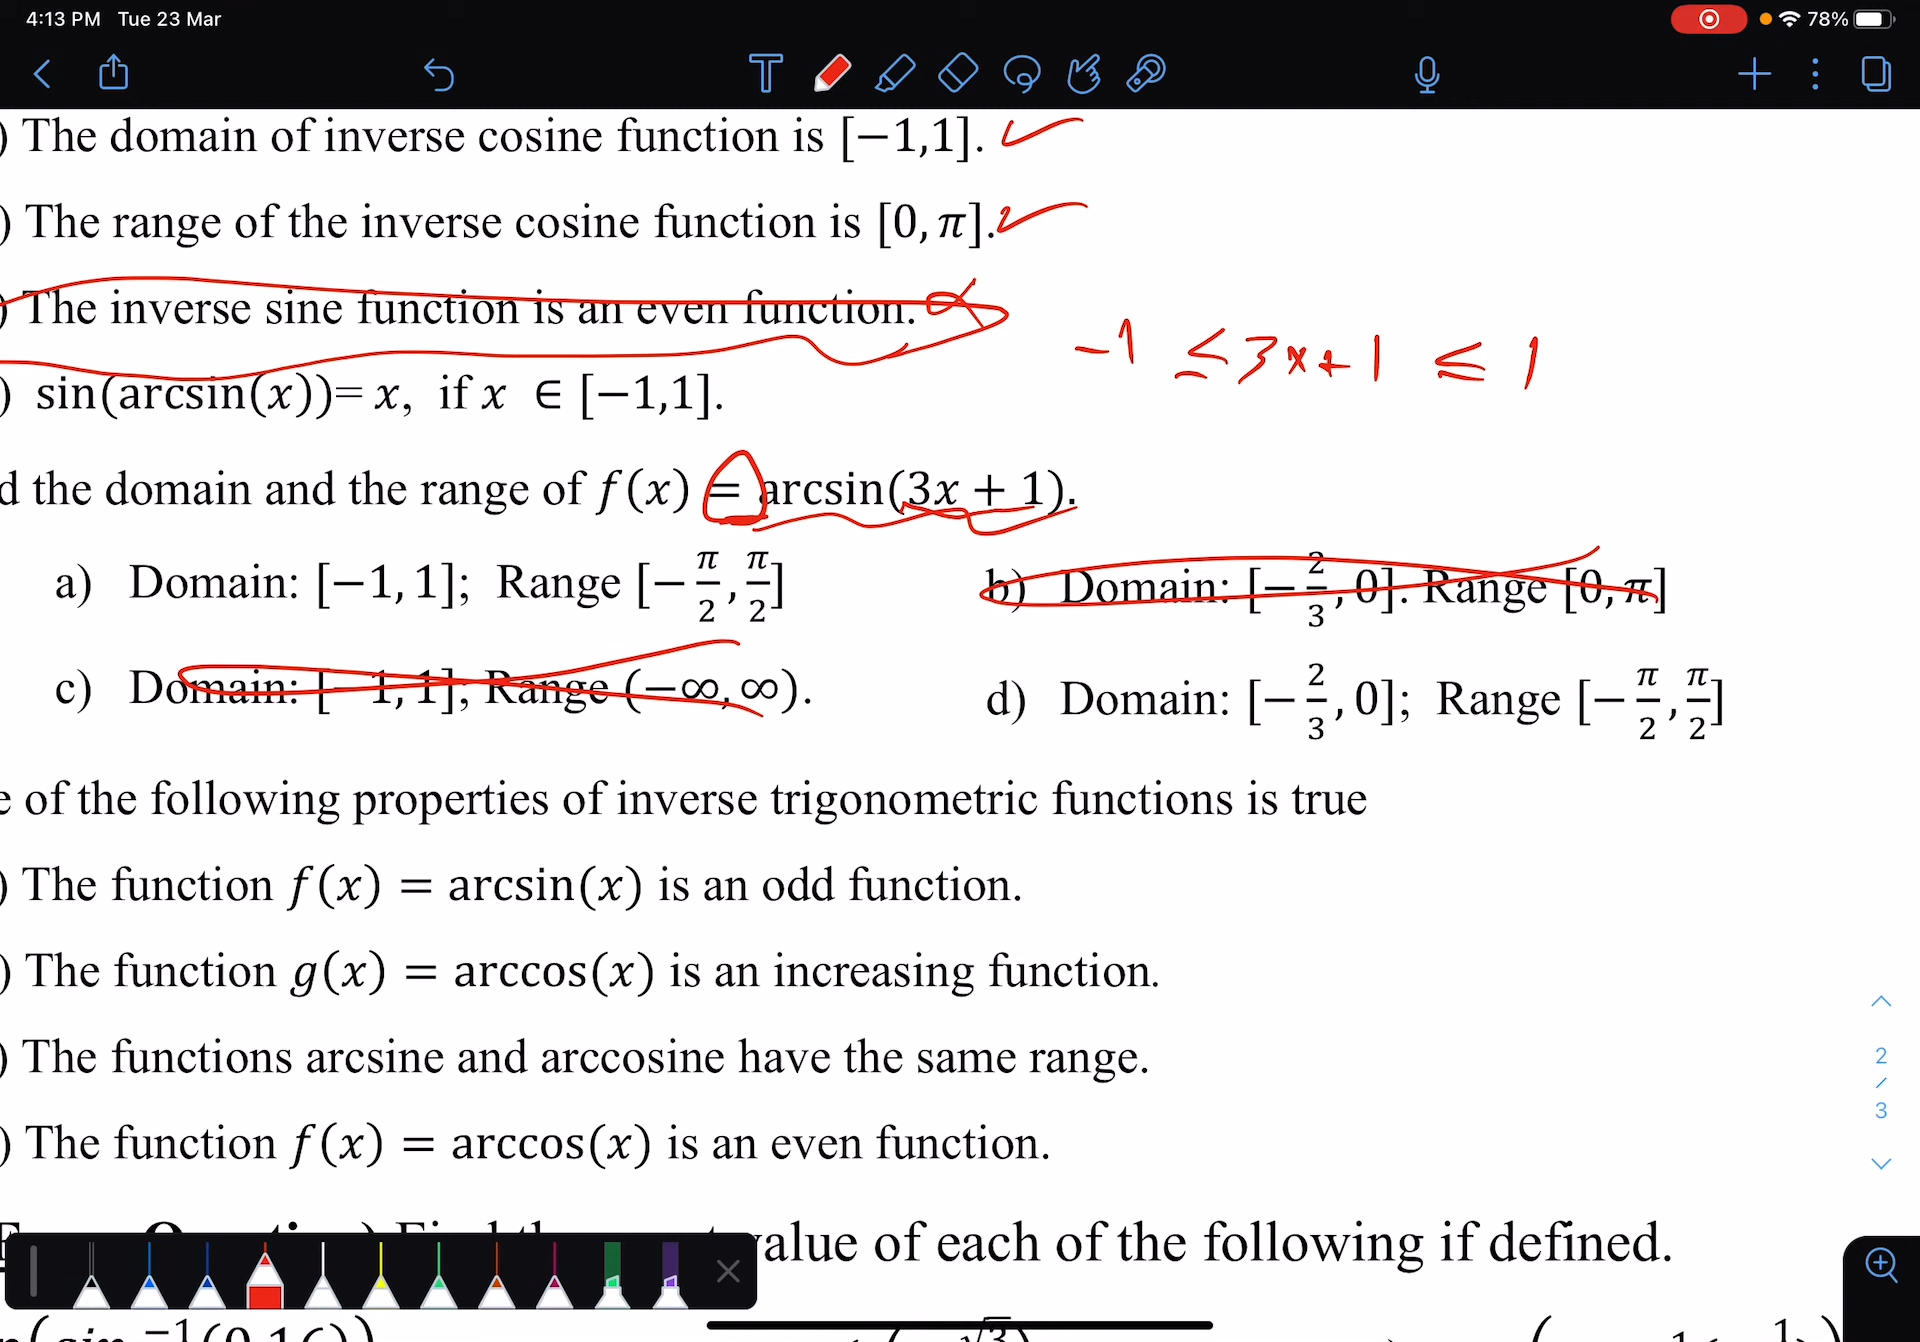 4:13 PM Tue 23 Mar
78%
) The domain of inverse cosine function is [−1,1].
) The range of the inverse cosine function is [0, π].
) The inverse sine function is an even function.
−1 ≤ 3x+1 ≤ 1
) sin(arcsin(x))= x, if x ∈ [−1,1].
d the domain and the range of f(x) = arcsin(3x + 1).
a) Domain: [−1, 1]; Range [−π/2, π/2]
b) Domain: [−2/3, 0]. Range [0, π]
c) Domain: [−1, 1]; Range (−∞, ∞).
d) Domain: [−2/3, 0]; Range [−π/2, π/2]
e of the following properties of inverse trigonometric functions is true
) The function f(x) = arcsin(x) is an odd function.
) The function g(x) = arccos(x) is an increasing function.
) The functions arcsine and arccosine have the same range.
) The function f(x) = arccos(x) is an even function.
2
/
3
value of each of the following if defined.